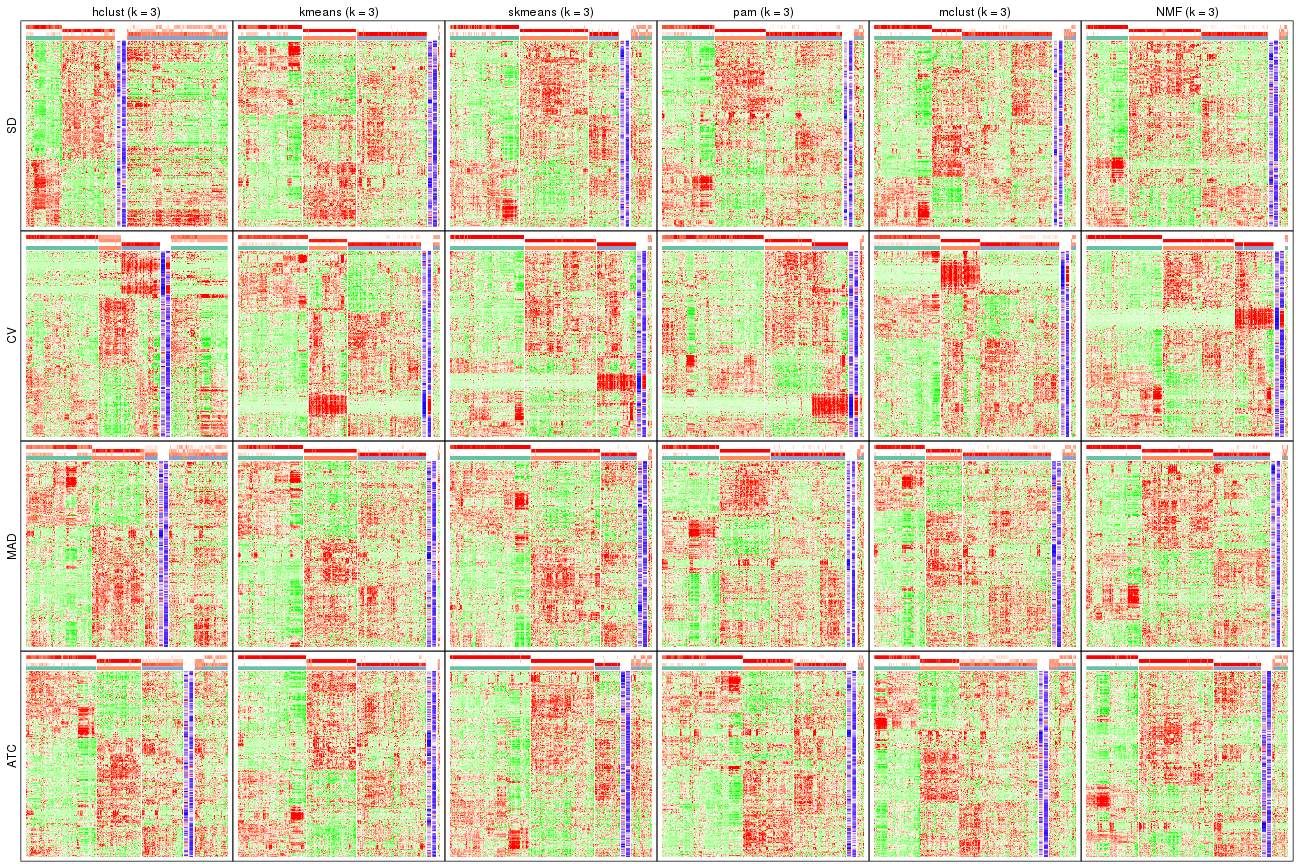 hclust (k = 3)
kmeans (k = 3)
skmeans (k = 3)
pam (k = 3)
mclust (k = 3)
NMF (k = 3)
SD
CV
MAD
ATC